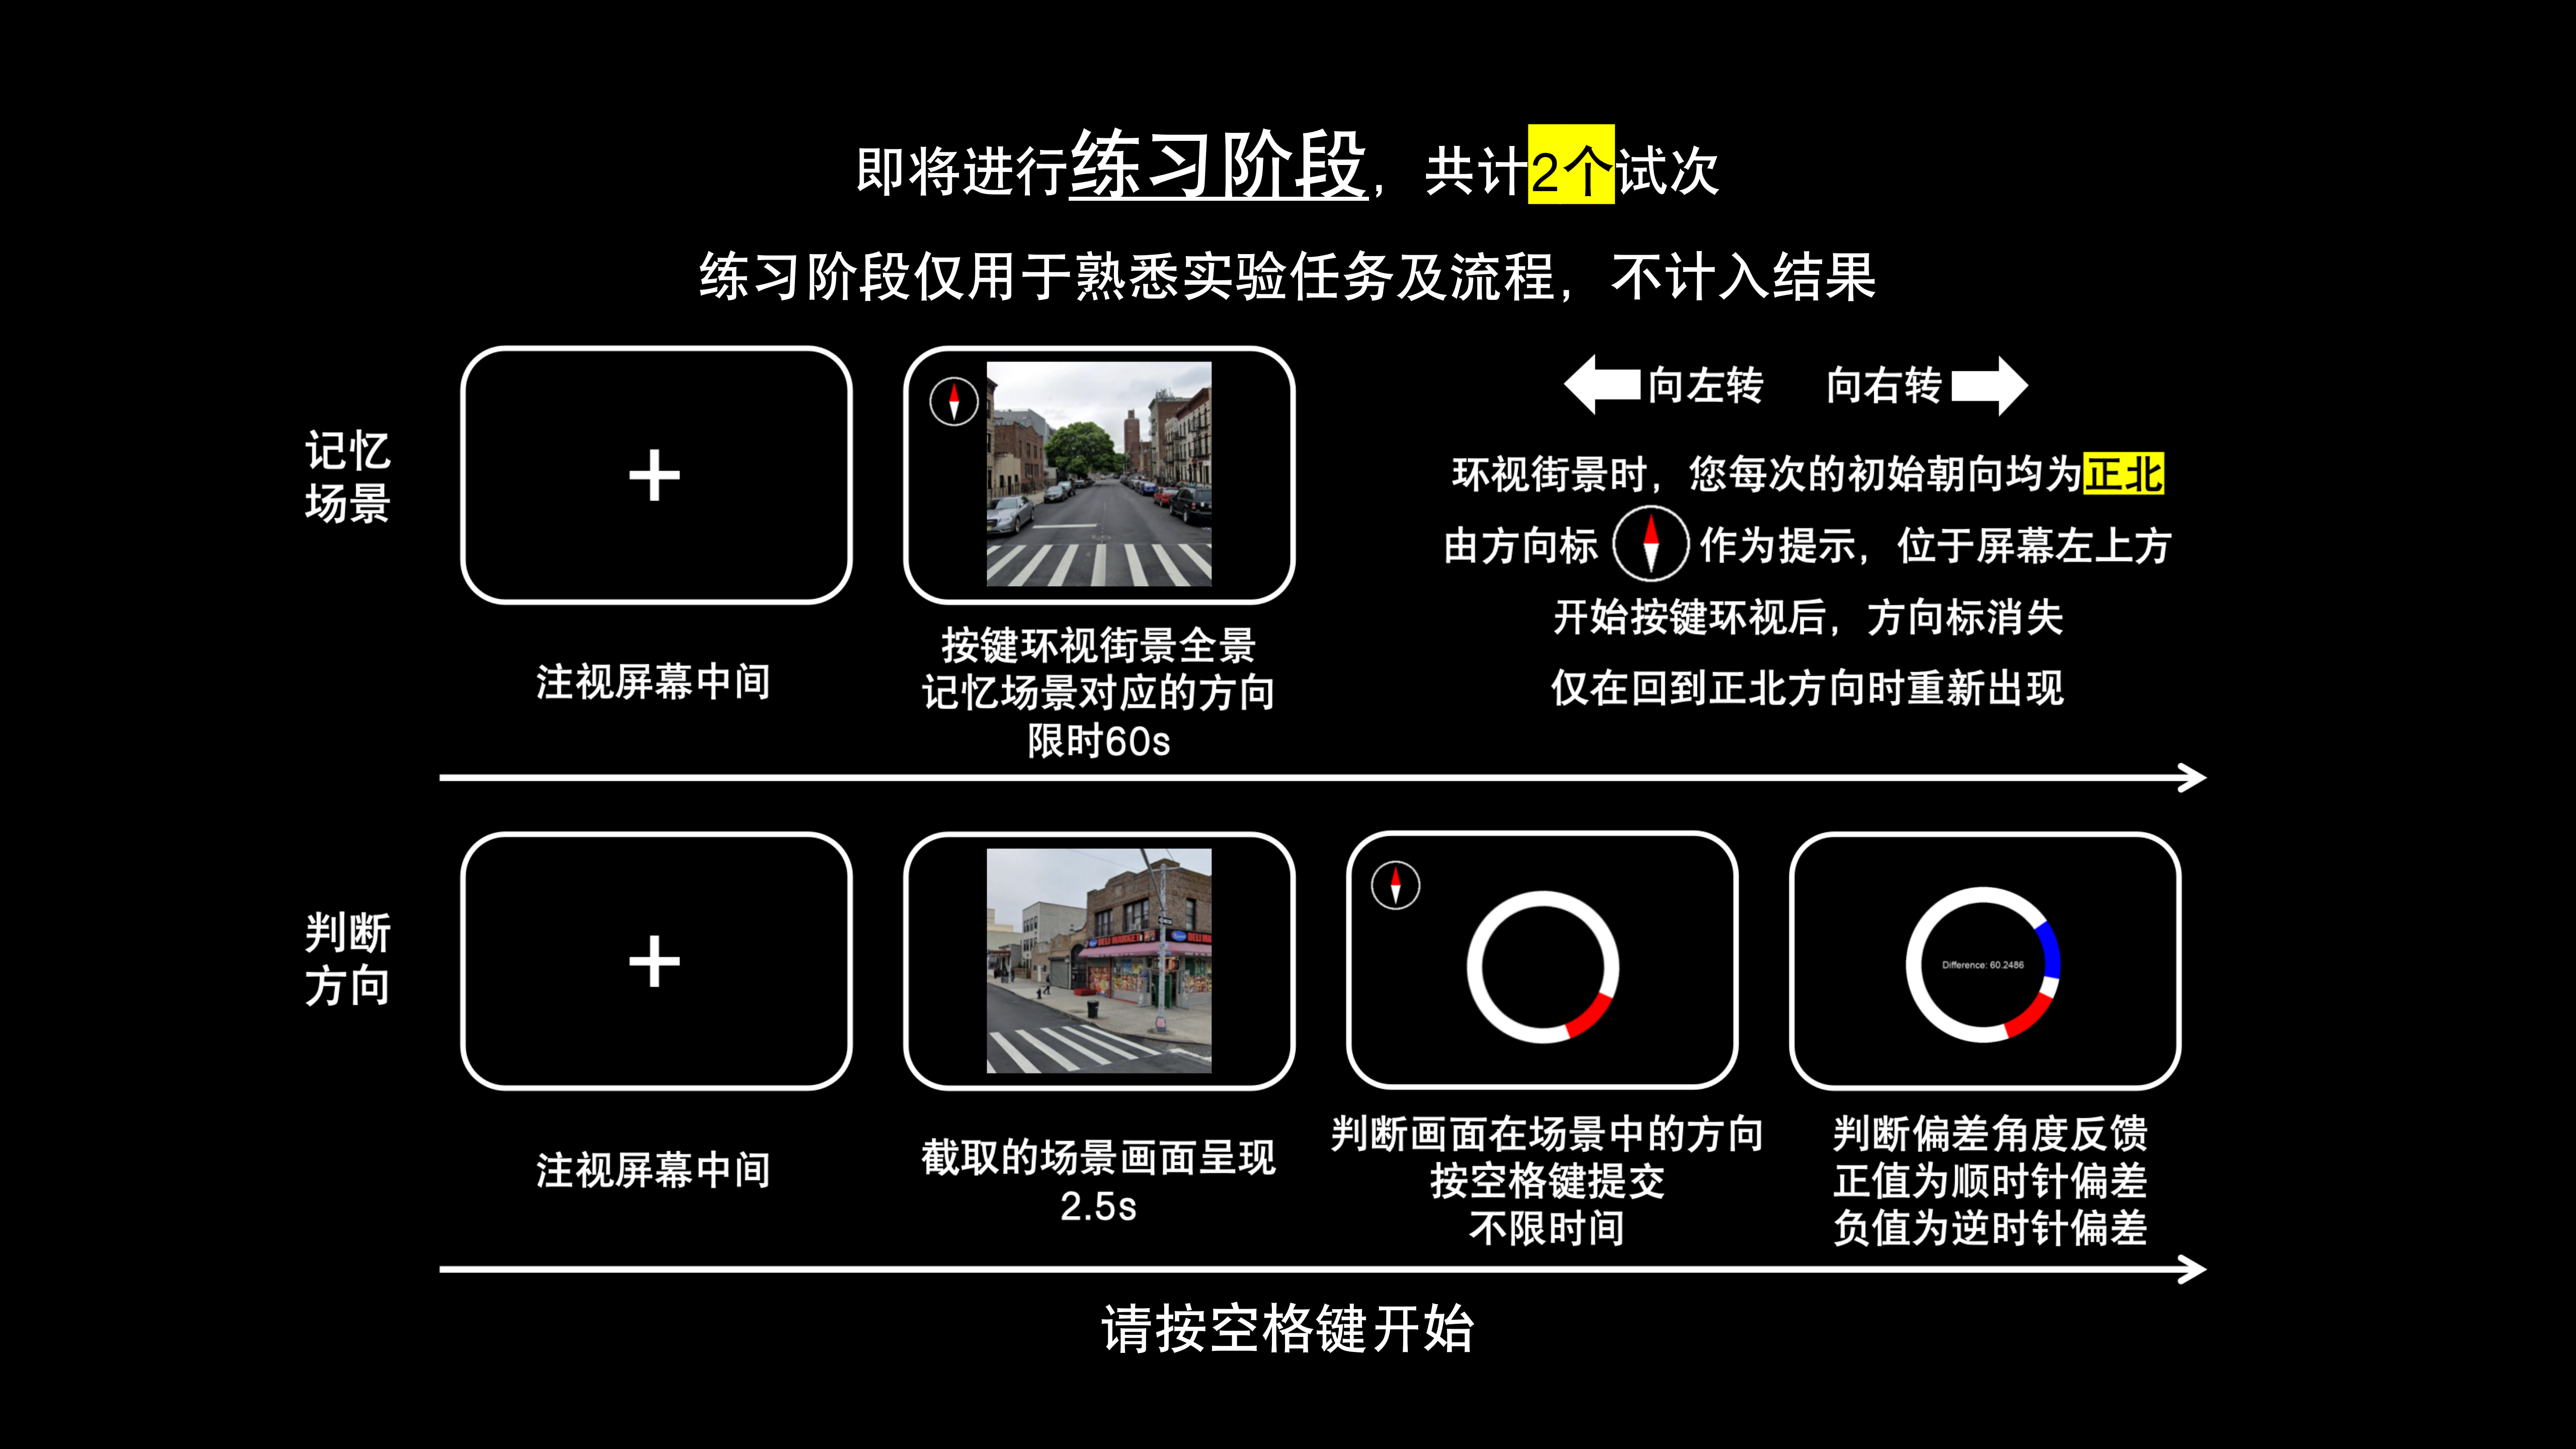 即将进行练习阶段，共计2个试次
练习阶段仅用于熟悉实验任务及流程，不计入结果
记忆
场景
注视屏幕中间
按键环视街景全景
记忆场景对应的方向
限时60s
向左转 向右转
环视街景时，您每次的初始朝向均为正北
由方向标 作为提示，位于屏幕左上方
开始按键环视后，方向标消失
仅在回到正北方向时重新出现
判断
方向
DELI MARKET
Difference: 60.2486
注视屏幕中间
截取的场景画面呈现
2.5s
判断画面在场景中的方向
按空格键提交
不限时间
判断偏差角度反馈
正值为顺时针偏差
负值为逆时针偏差
请按空格键开始